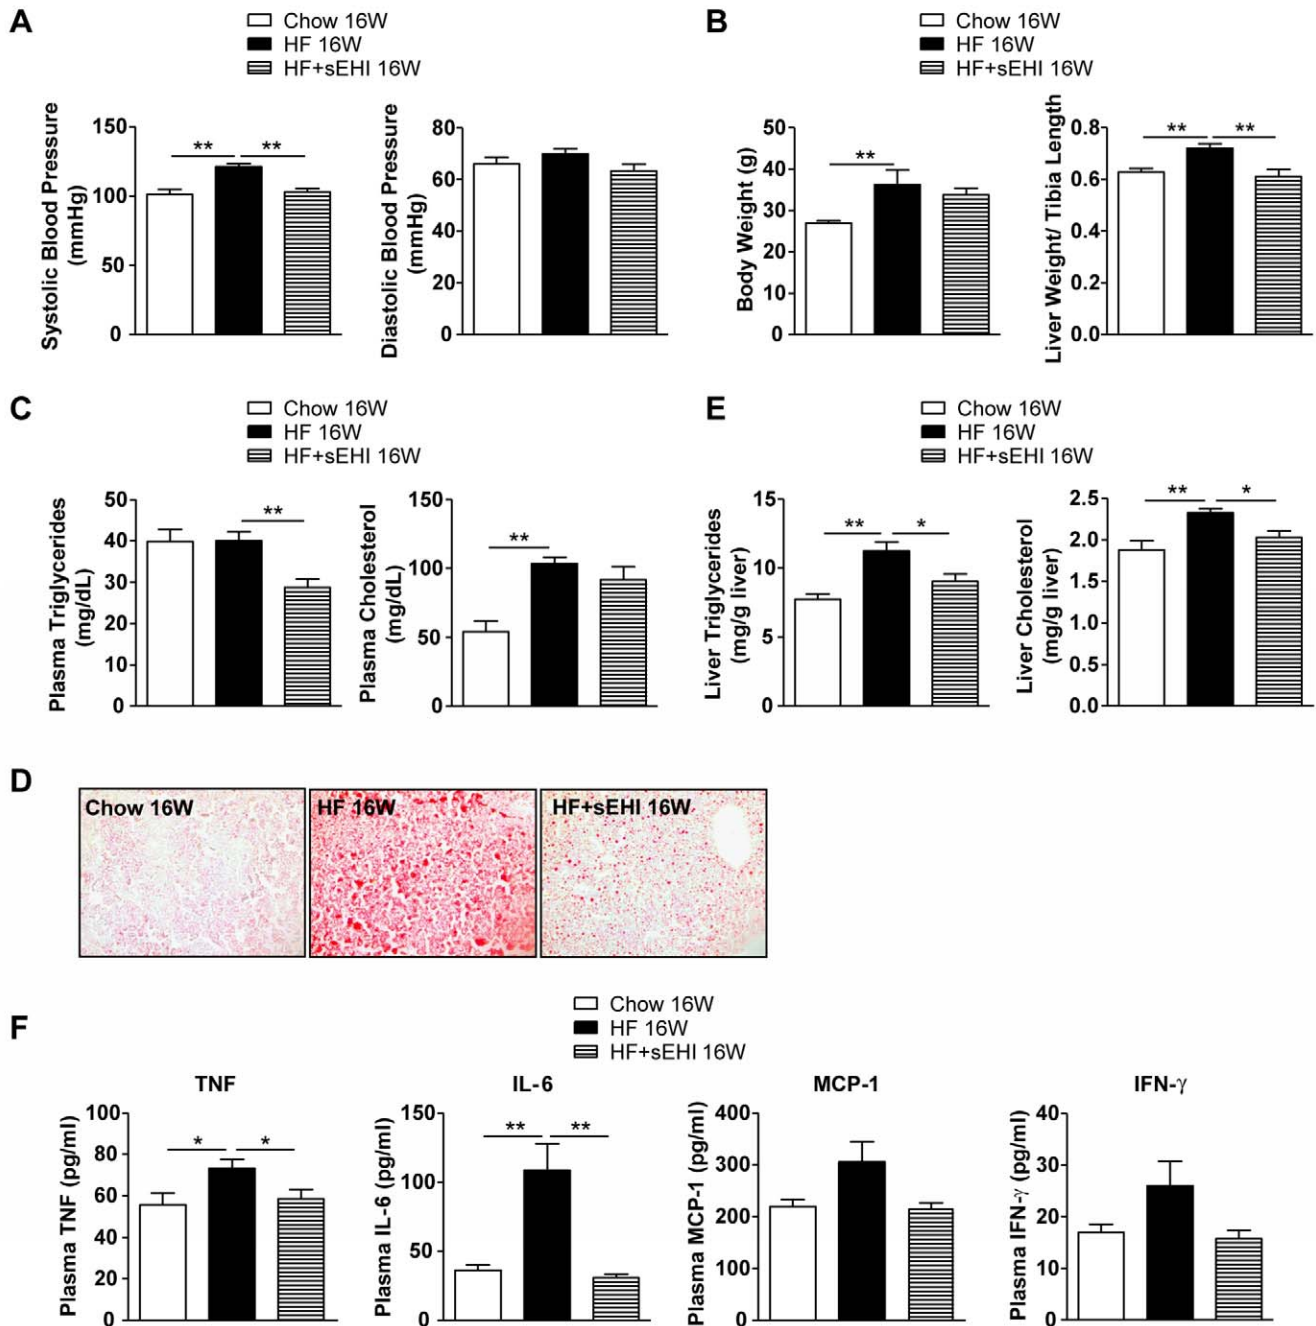 A
Chow 16W
HF 16W
HF+sEHI 16W
Systolic Blood Pressure
(mmHg)
150
100
50
0
** **
Diastolic Blood Pressure
(mmHg)
80
60
40
20
0
B
Chow 16W
HF 16W
HF+sEHI 16W
Body Weight (g)
50
40
30
20
10
0
**
Liver Weight/ Tibia Length
0.8
0.6
0.4
0.2
0.0
** **
C
Chow 16W
HF 16W
HF+sEHI 16W
Plasma Triglycerides
(mg/dL)
50
40
30
20
10
0
**
Plasma Cholesterol
(mg/dL)
150
100
50
0
**
E
Chow 16W
HF 16W
HF+sEHI 16W
Liver Triglycerides
(mg/g liver)
15
10
5
0
** *
Liver Cholesterol
(mg/g liver)
2.5
2.0
1.5
1.0
0.5
0.0
** *
D
Chow 16W
HF 16W
HF+sEHI 16W
F
Chow 16W
HF 16W
HF+sEHI 16W
TNF
Plasma TNF (pg/ml)
100
80
60
40
20
0
* *
IL-6
Plasma IL-6 (pg/ml)
150
100
50
0
** **
MCP-1
Plasma MCP-1 (pg/ml)
400
300
200
100
0
IFN-γ
Plasma IFN-γ (pg/ml)
40
30
20
10
0